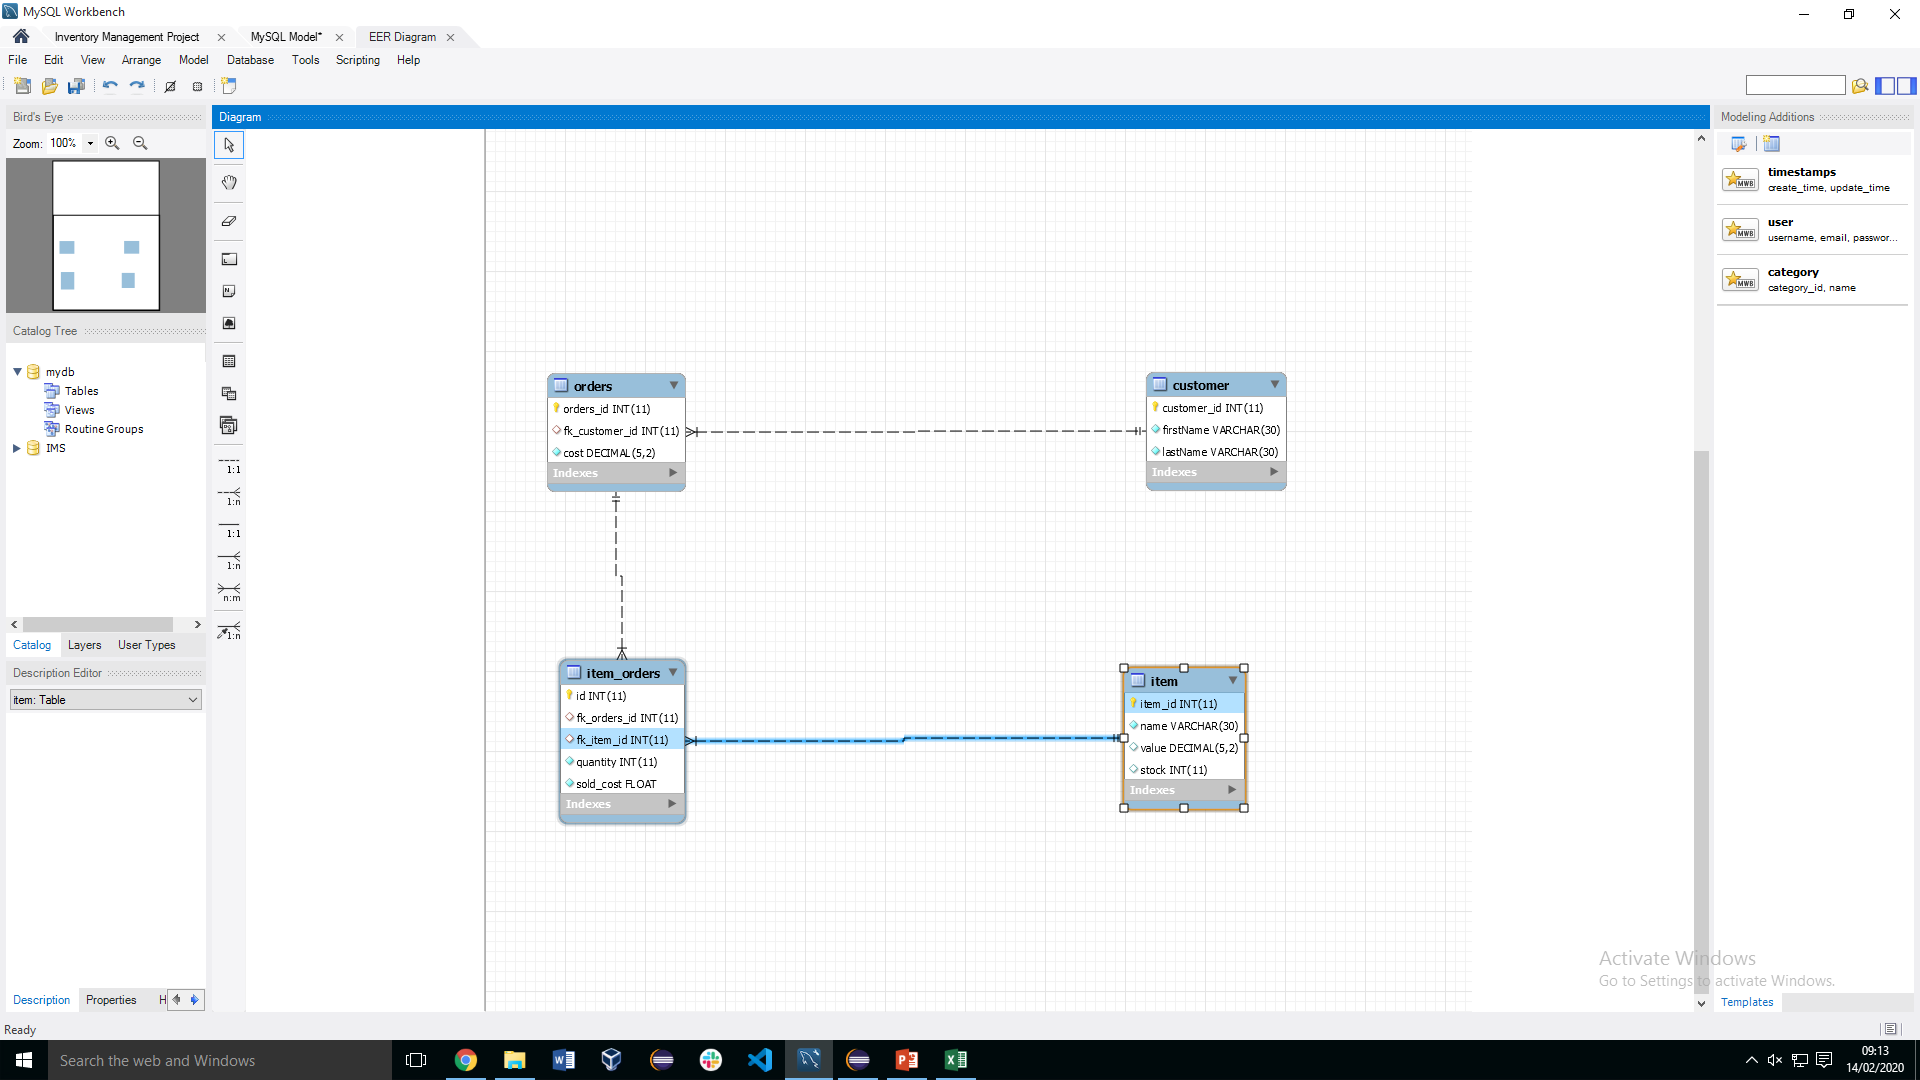 MySQL Workbench
Inventory Management Project
MySQL Model*
EER Diagram
File Edit View Arrange Model Database Tools Scripting Help
Bird's Eye
Zoom: 100%
Catalog Tree
mydb
Tables
Views
Routine Groups
IMS
Catalog Layers User Types
Description Editor
item: Table
Description Properties H
Ready
Diagram
1:1
1:n
1:1
1:n
n:m
1:n
orders
orders_id INT(11)
fk_customer_id INT(11)
cost DECIMAL(5,2)
Indexes
customer
customer_id INT(11)
firstName VARCHAR(30)
lastName VARCHAR(30)
Indexes
item_orders
id INT(11)
fk_orders_id INT(11)
fk_item_id INT(11)
quantity INT(11)
sold_cost FLOAT
Indexes
item
item_id INT(11)
name VARCHAR(30)
value DECIMAL(5,2)
stock INT(11)
Indexes
Modeling Additions
MWB
timestamps
create_time, update_time
MWB
user
username, email, passwor...
MWB
category
category_id, name
Activate Windows
Go to Settings to activate Windows.
Templates
Search the web and Windows
09:13
14/02/2020